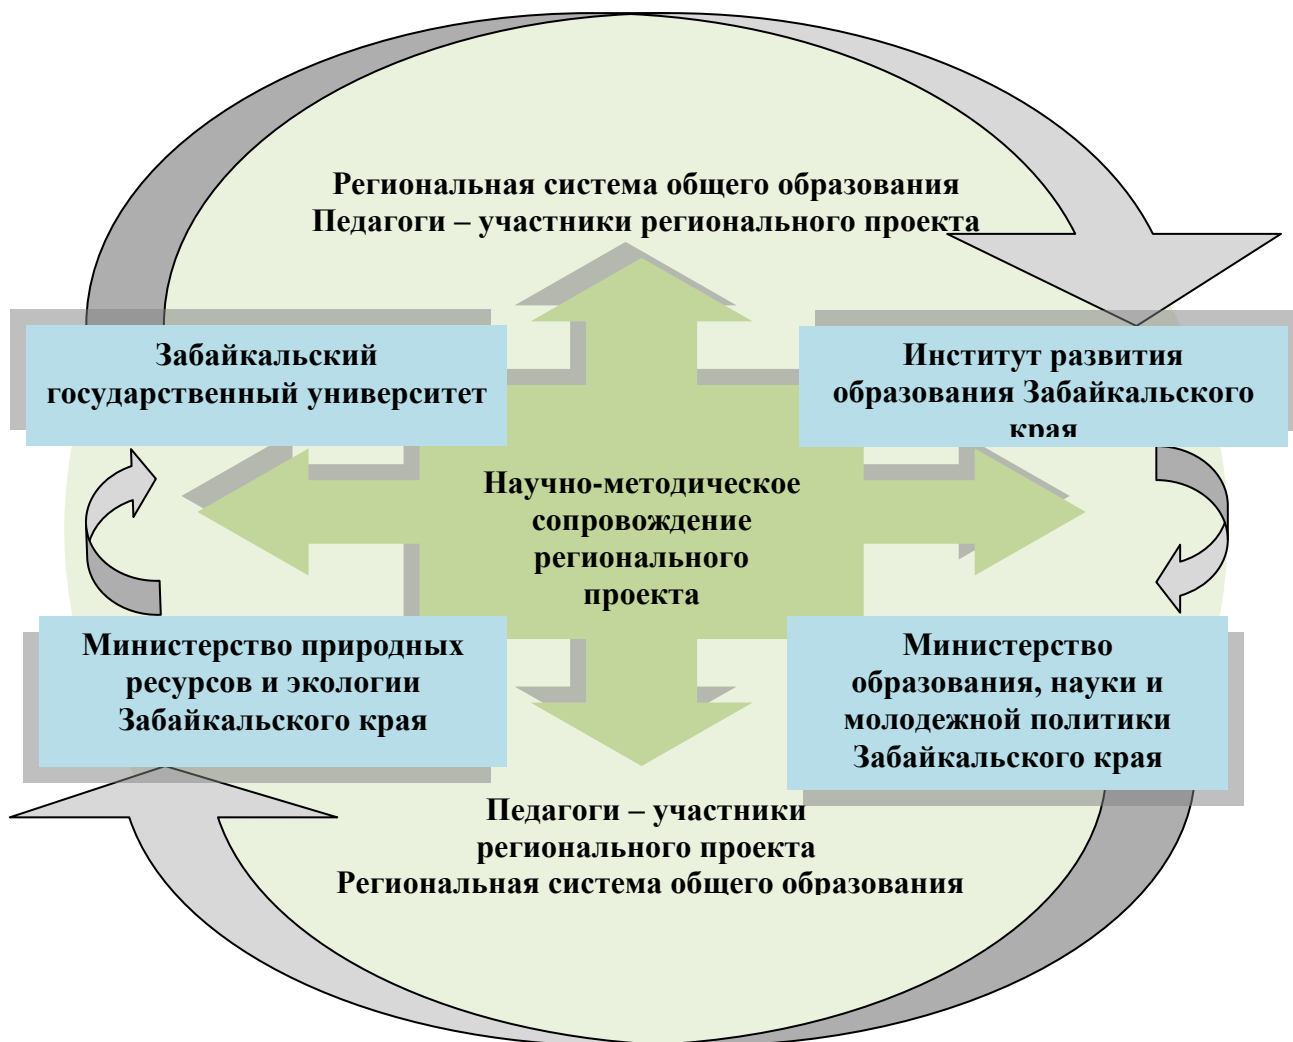 Региональная система общего образования
Педагоги – участники регионального проекта
Забайкальский
государственный университет
Институт развития
образования Забайкальского
края
Научно-методическое
сопровождение
регионального
проекта
Министерство природных
ресурсов и экологии
Забайкальского края
Министерство
образования, науки и
молодежной политики
Забайкальского края
Педагоги – участники
регионального проекта
Региональная система общего образования